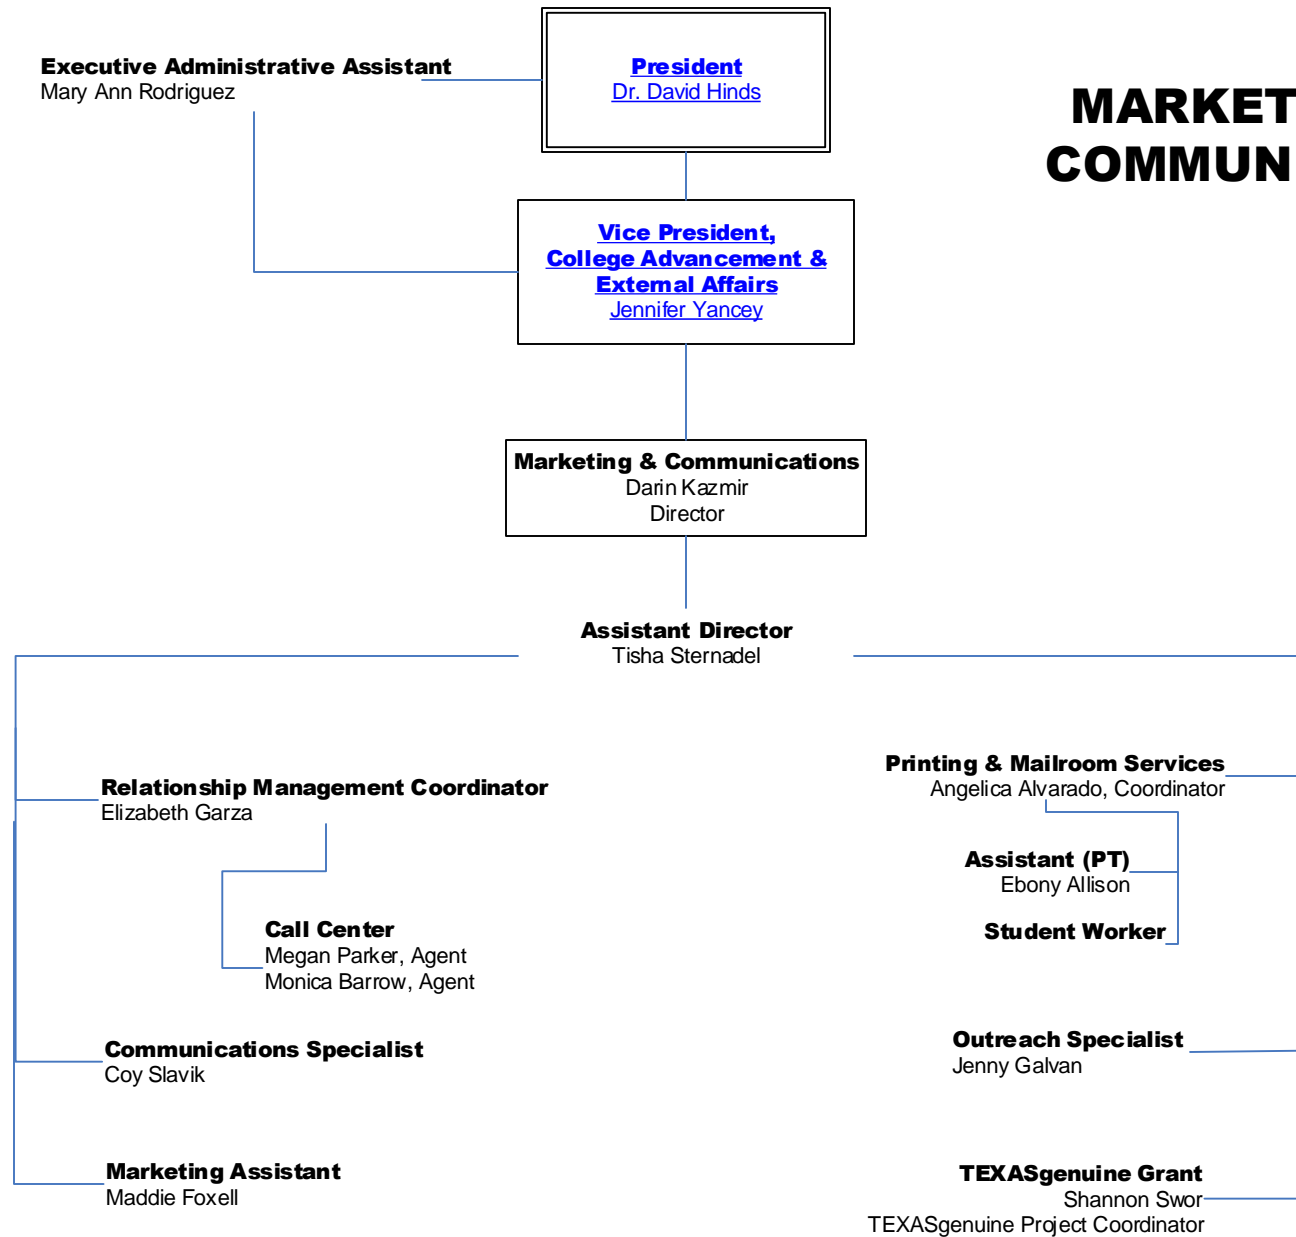 Executive Administrative Assistant
Mary Ann Rodriguez
President
Dr. David Hinds
MARKET
COMMUN
Vice President,
College Advancement &
External Affairs
Jennifer Yancey
Marketing & Communications
Darin Kazmir
Director
Assistant Director
Tisha Sternadel
Relationship Management Coordinator
Elizabeth Garza
Call Center
Megan Parker, Agent
Monica Barrow, Agent
Communications Specialist
Coy Slavik
Marketing Assistant
Maddie Foxell
Printing & Mailroom Services
Angelica Alvarado, Coordinator
Assistant (PT)
Ebony Allison
Student Worker
Outreach Specialist
Jenny Galvan
TEXASgenuine Grant
Shannon Swor
TEXASgenuine Project Coordinator